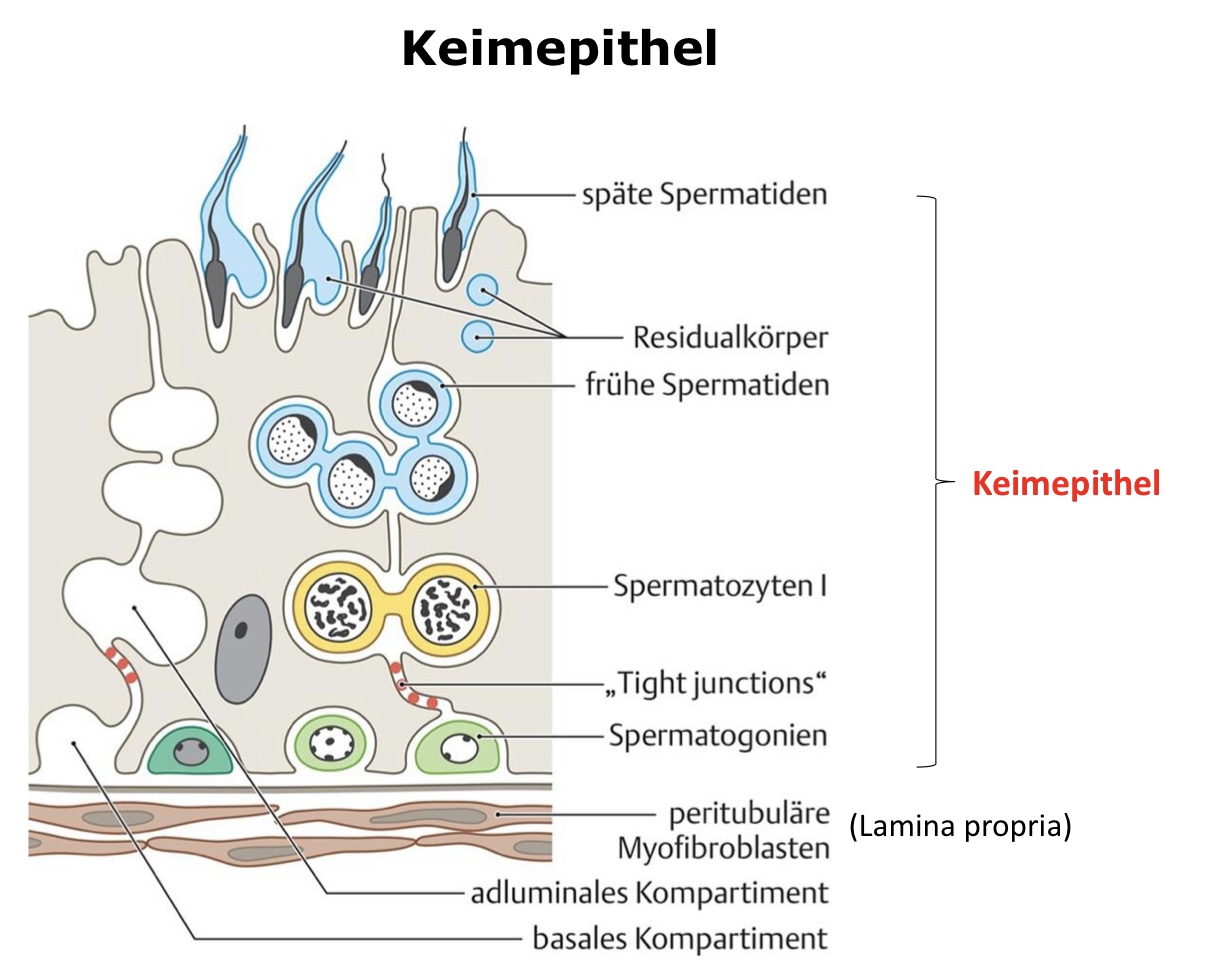 Keimepithel
späte Spermatiden
Residualkörper
frühe Spermatiden
Keimepithel
Spermatozyten I
„Tight junctions“
Spermatogonien
peritubuläre
Myofibroblasten
(Lamina propria)
adluminales Kompartiment
basales Kompartiment